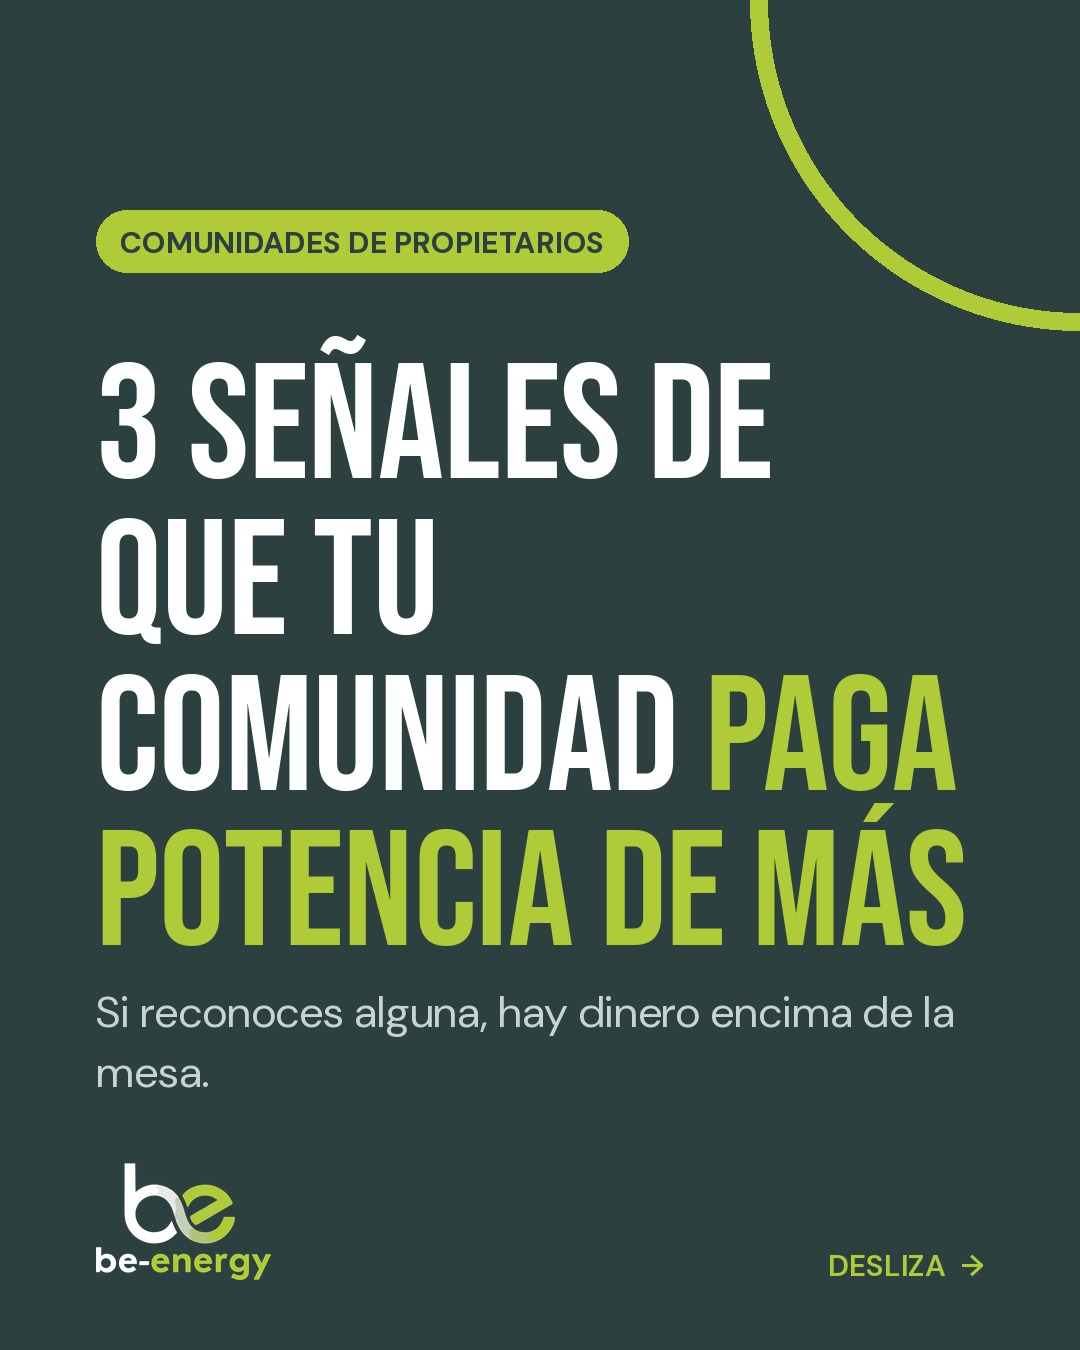 COMUNIDADES DE PROPIETARIOS
3 SEÑALES DE
QUE TU
COMUNIDAD PAGA
POTENCIA DE MÁS
Si reconoces alguna, hay dinero encima de la
mesa.
be
be-energy
DESLIZA →